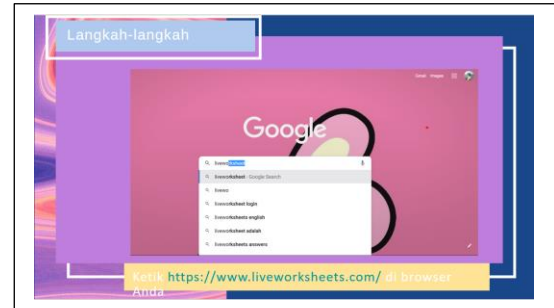 Langkah-langkah
Gmail Images
Google
liveworksheet
liveworksheet - Google Search
livewo
liveworksheet login
liveworksheets english
liveworksheet adalah
liveworksheets answers
Ketik https://www.liveworksheets.com/ di browser
Anda